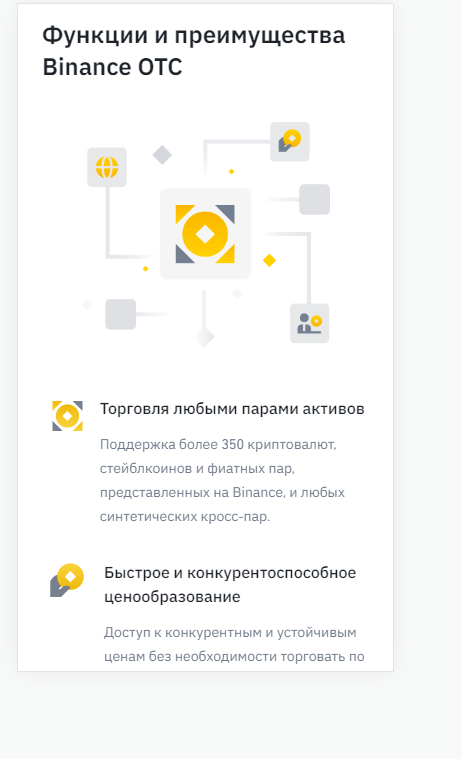 Функции и преимущества
Binance OTC
Торговля любыми парами активов
Поддержка более 350 криптовалют,
стейблкоинов и фиатных пар,
представленных на Binance, и любых
синтетических кросс-пар.
Быстрое и конкурентоспособное
ценообразование
Доступ к конкурентным и устойчивым
ценам без необходимости торговать по